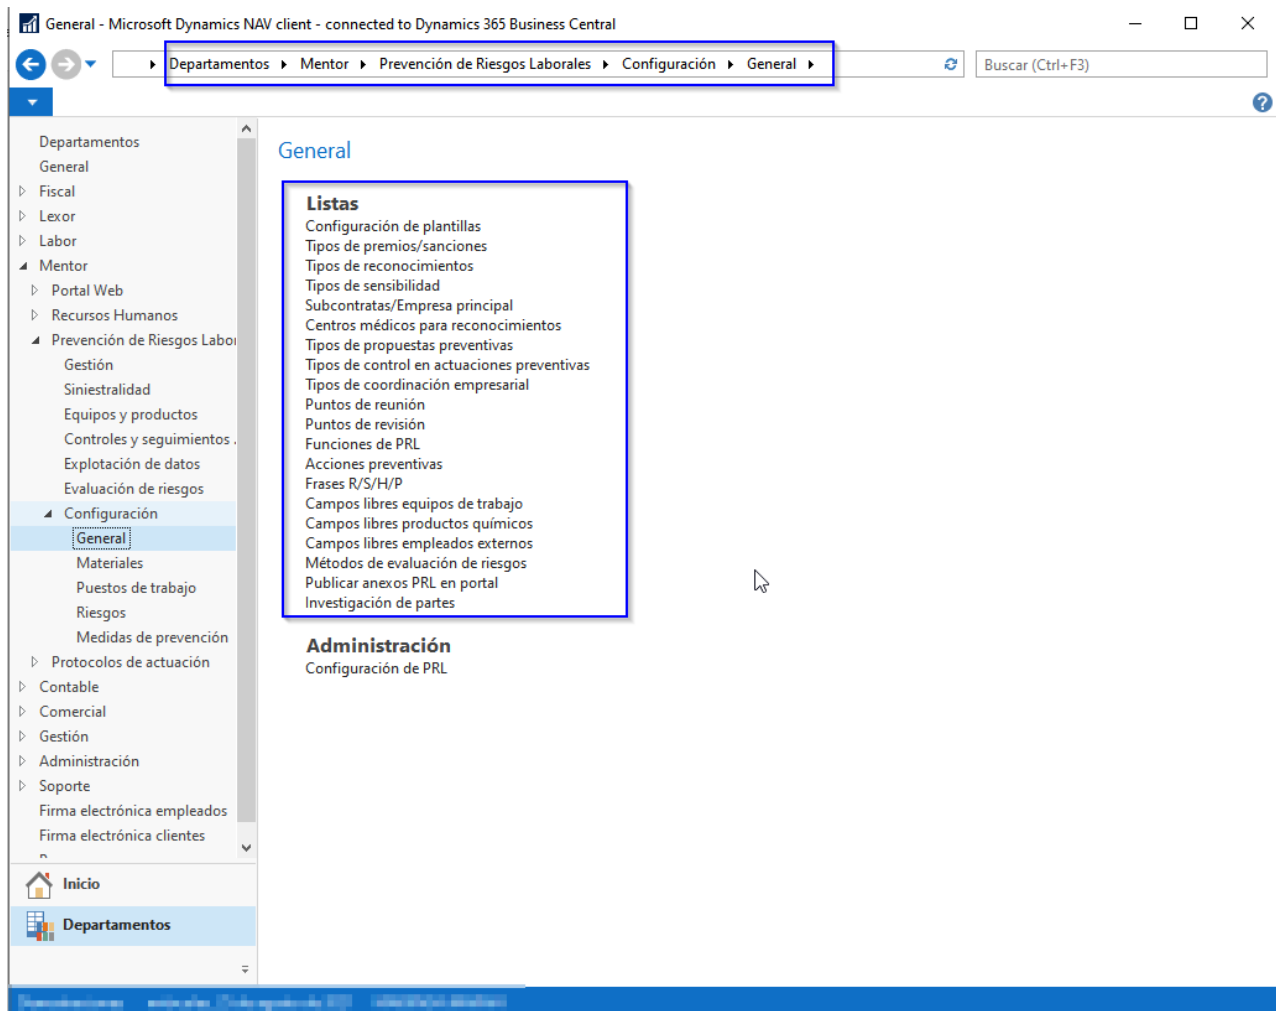 General - Microsoft Dynamics NAV client - connected to Dynamics 365 Business Central
Departamentos Mentor Prevención de Riesgos Laborales Configuración General
Buscar (Ctrl+F3)
Departamentos
General
Fiscal
Lexor
Labor
Mentor
Portal Web
Recursos Humanos
Prevención de Riesgos Labor
Gestión
Siniestralidad
Equipos y productos
Controles y seguimientos .
Explotación de datos
Evaluación de riesgos
Configuración
General
Materiales
Puestos de trabajo
Riesgos
Medidas de prevención
Protocolos de actuación
Contable
Comercial
Gestión
Administración
Soporte
Firma electrónica empleados
Firma electrónica clientes
Inicio
Departamentos
General
Listas
Configuración de plantillas
Tipos de premios/sanciones
Tipos de reconocimientos
Tipos de sensibilidad
Subcontratas/Empresa principal
Centros médicos para reconocimientos
Tipos de propuestas preventivas
Tipos de control en actuaciones preventivas
Tipos de coordinación empresarial
Puntos de reunión
Puntos de revisión
Funciones de PRL
Acciones preventivas
Frases R/S/H/P
Campos libres equipos de trabajo
Campos libres productos químicos
Campos libres empleados externos
Métodos de evaluación de riesgos
Publicar anexos PRL en portal
Investigación de partes
Administración
Configuración de PRL